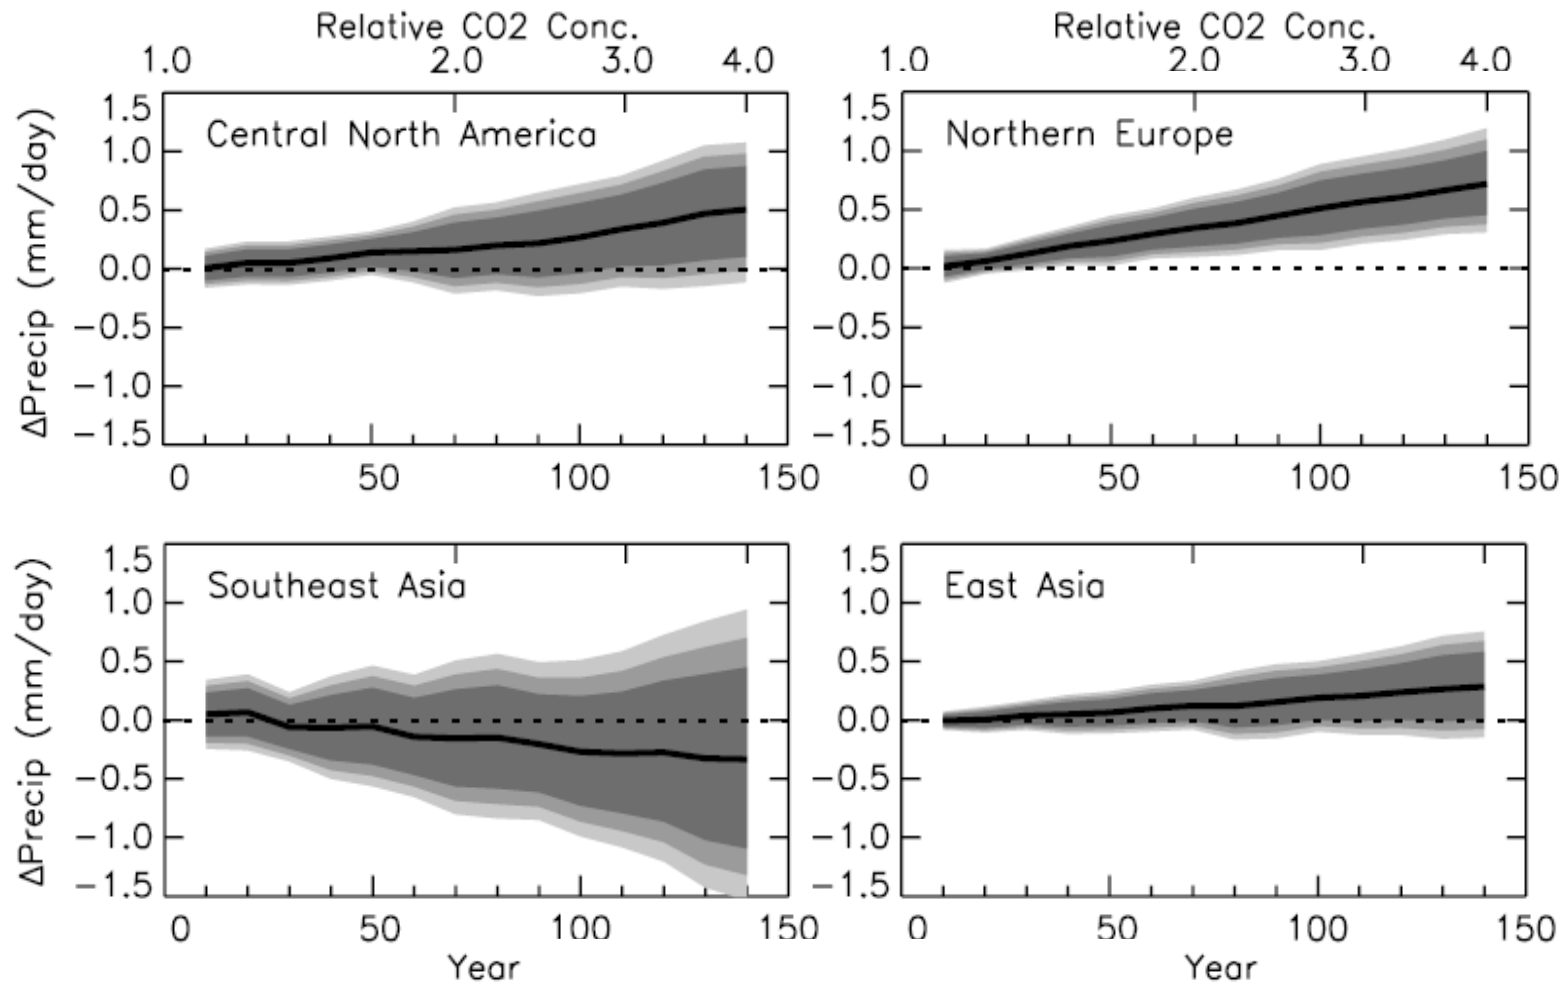 Relative CO2 Conc. Relative CO2 Conc.
1.0 2.0 3.0 4.0 1.0 2.0 3.0 4.0
1.5 Central North America 1.5 Northern Europe
1.0 1.0
0.5 0.5
0.0 0.0
−0.5 −0.5
−1.0 −1.0
−1.5 −1.5
ΔPrecip (mm/day)
0 50 100 150 0 50 100 150
1.5 Southeast Asia 1.5 East Asia
1.0 1.0
0.5 0.5
0.0 0.0
−0.5 −0.5
−1.0 −1.0
−1.5 −1.5
ΔPrecip (mm/day)
0 50 100 150 0 50 100 150
Year Year